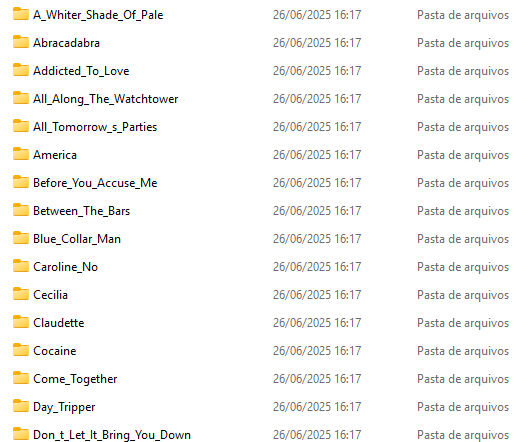 A_Whiter_Shade_Of_Pale 26/06/2025 16:17 Pasta de arquivos
Abracadabra 26/06/2025 16:17 Pasta de arquivos
Addicted_To_Love 26/06/2025 16:17 Pasta de arquivos
All_Along_The_Watchtower 26/06/2025 16:17 Pasta de arquivos
All_Tomorrow_s_Parties 26/06/2025 16:17 Pasta de arquivos
America 26/06/2025 16:17 Pasta de arquivos
Before_You_Accuse_Me 26/06/2025 16:17 Pasta de arquivos
Between_The_Bars 26/06/2025 16:17 Pasta de arquivos
Blue_Collar_Man 26/06/2025 16:17 Pasta de arquivos
Caroline_No 26/06/2025 16:17 Pasta de arquivos
Cecilia 26/06/2025 16:17 Pasta de arquivos
Claudette 26/06/2025 16:17 Pasta de arquivos
Cocaine 26/06/2025 16:17 Pasta de arquivos
Come_Together 26/06/2025 16:17 Pasta de arquivos
Day_Tripper 26/06/2025 16:17 Pasta de arquivos
Don_t_Let_It_Bring_You_Down 26/06/2025 16:17 Pasta de arquivos